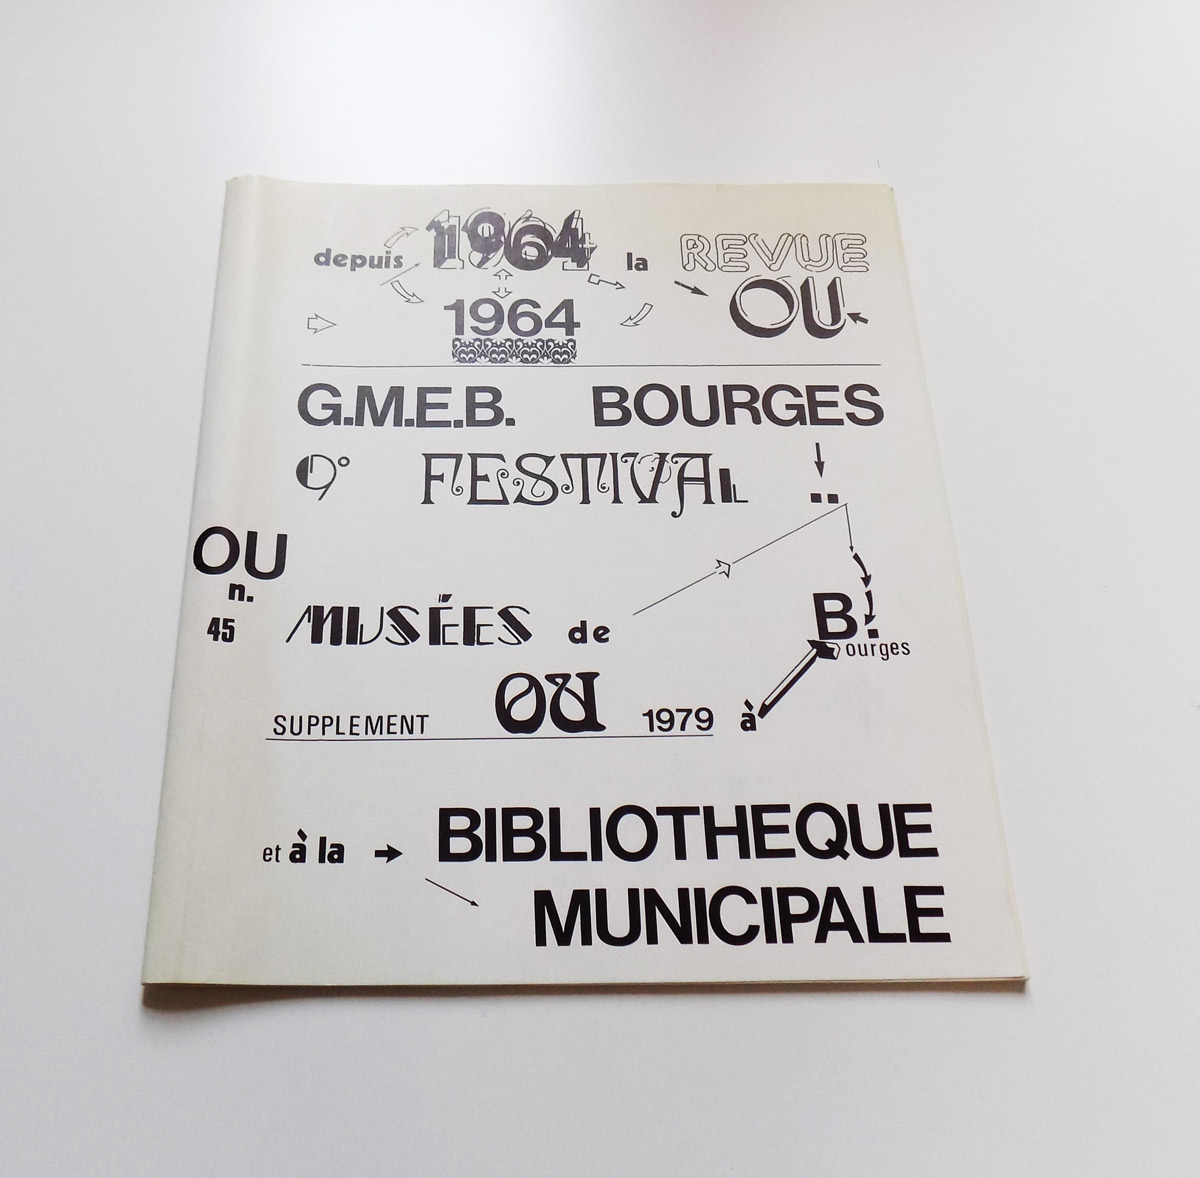 depuis 1964 la REVUE
1964 OU
G.M.E.B. BOURGES
9° FESTIVAL
OU
n.
45
MUSÉES de B.
ourges
SUPPLEMENT OU 1979 à
et à la BIBLIOTHEQUE
MUNICIPALE